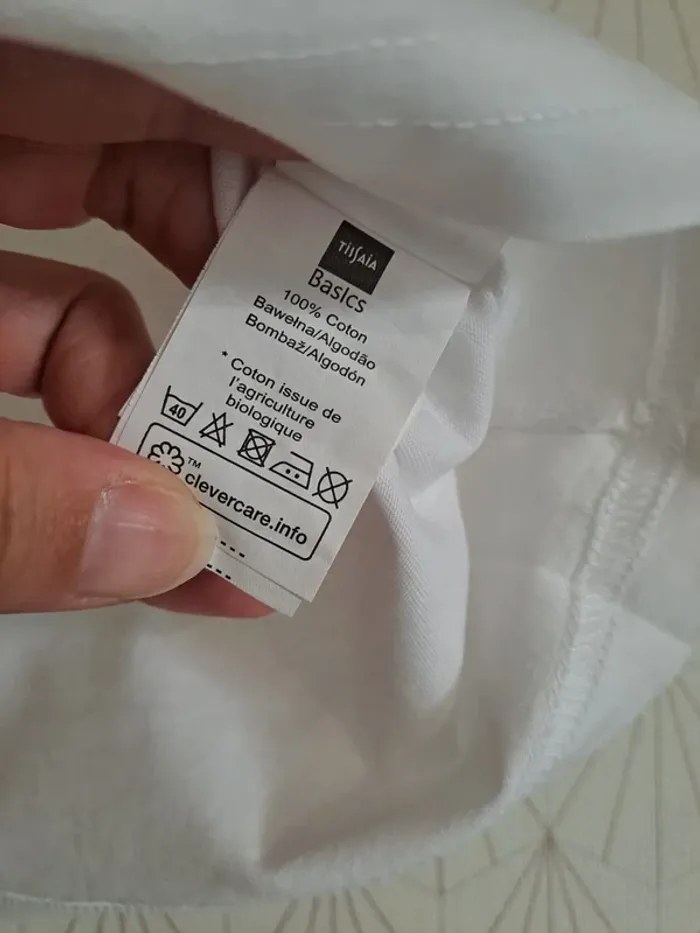 TISSAIA
Basics
100% Coton
Bawełna/Algodão
Bombaž/Algodón
* Coton issue de
l'agriculture
biologique
40
TM
clevercare.info